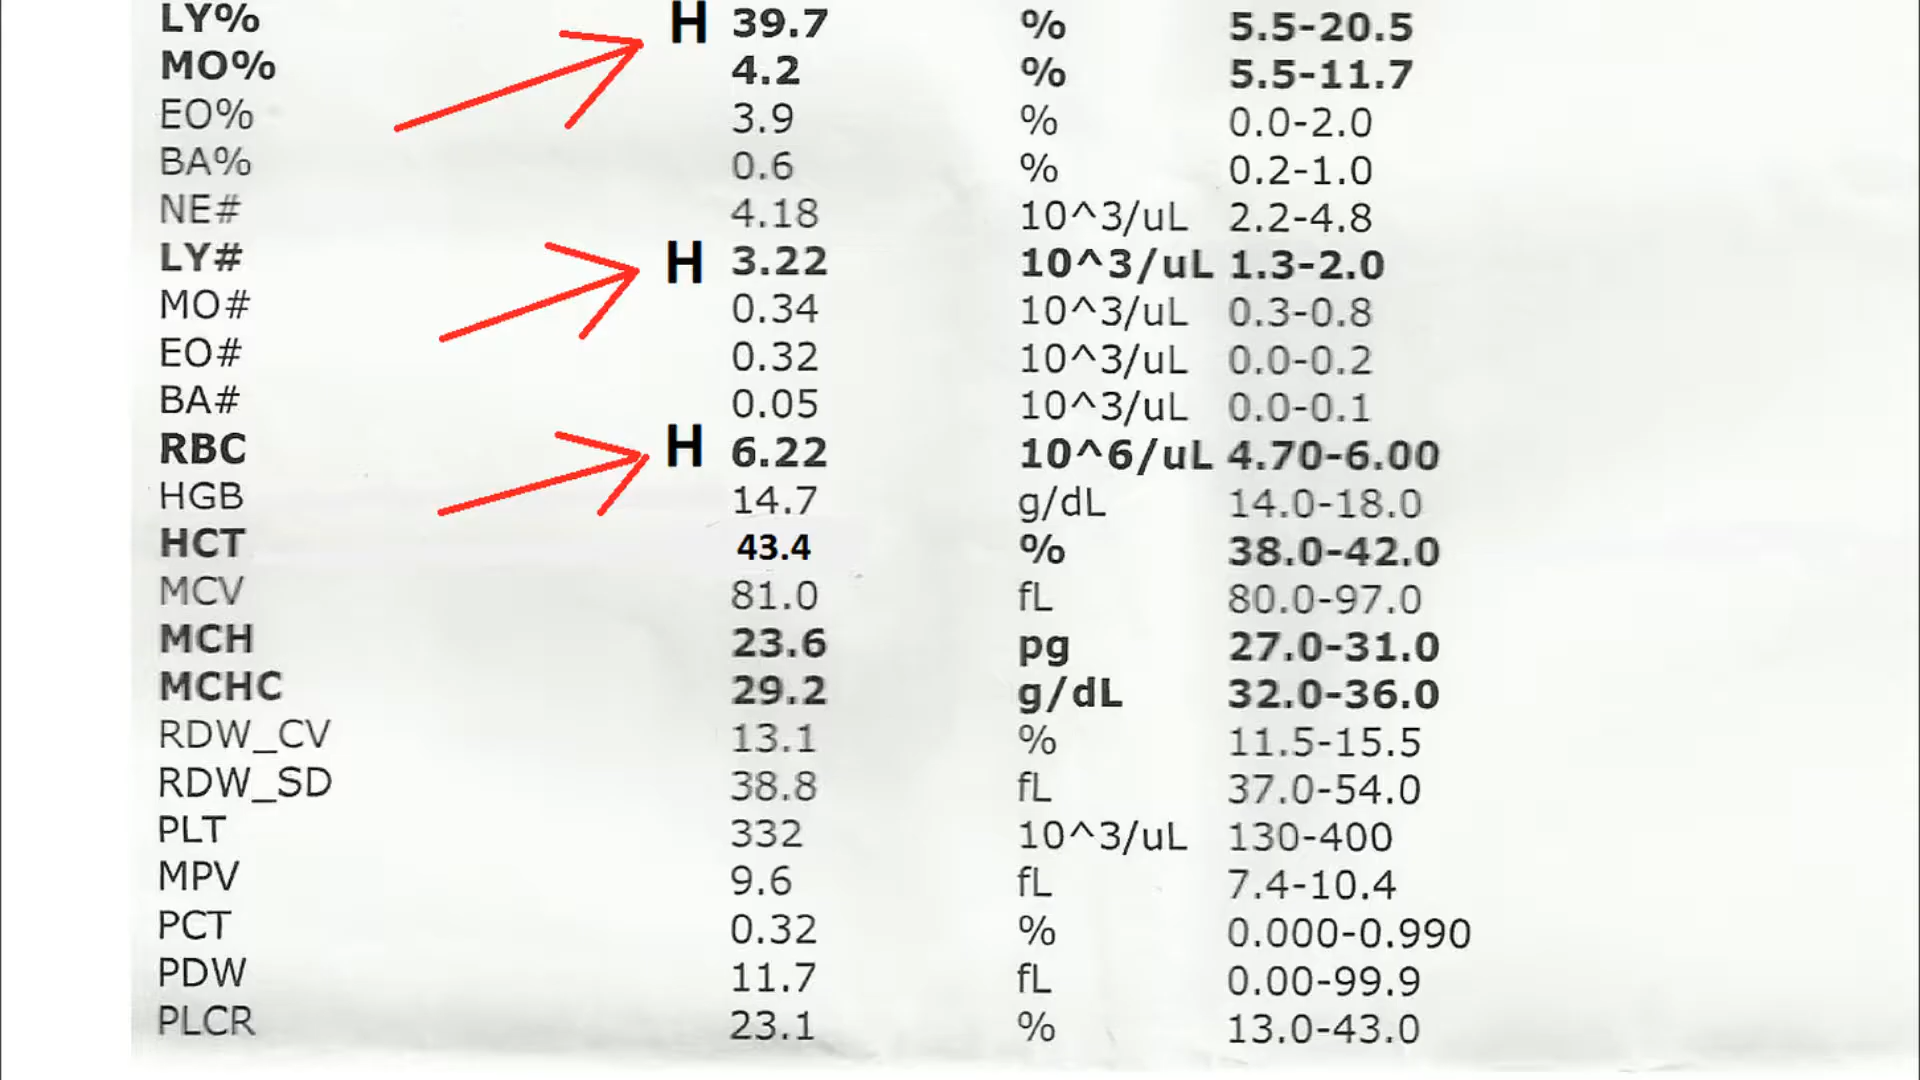 LY% H 39.7 % 5.5-20.5
MO% 4.2 % 5.5-11.7
EO% 3.9 % 0.0-2.0
BA% 0.6 % 0.2-1.0
NE# 4.18 10^3/uL 2.2-4.8
LY# H 3.22 10^3/uL 1.3-2.0
MO# 0.34 10^3/uL 0.3-0.8
EO# 0.32 10^3/uL 0.0-0.2
BA# 0.05 10^3/uL 0.0-0.1
RBC H 6.22 10^6/uL 4.70-6.00
HGB 14.7 g/dL 14.0-18.0
HCT 43.4 % 38.0-42.0
MCV 81.0 fL 80.0-97.0
MCH 23.6 pg 27.0-31.0
MCHC 29.2 g/dL 32.0-36.0
RDW_CV 13.1 % 11.5-15.5
RDW_SD 38.8 fL 37.0-54.0
PLT 332 10^3/uL 130-400
MPV 9.6 fL 7.4-10.4
PCT 0.32 % 0.000-0.990
PDW 11.7 fL 0.00-99.9
PLCR 23.1 % 13.0-43.0